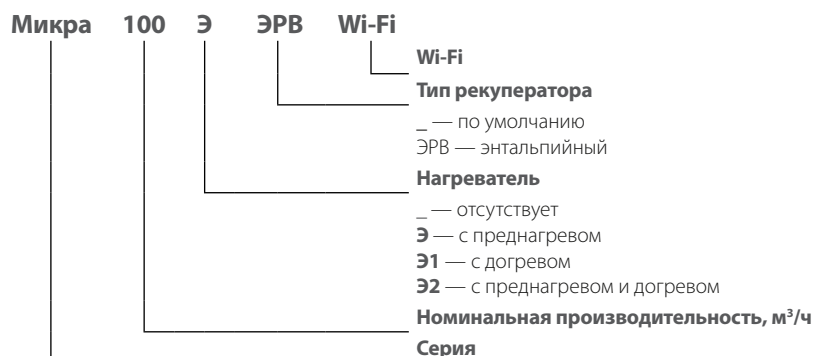 Микра 100 Э ЭРВ Wi-Fi
Wi-Fi
Тип рекуператора
_ — по умолчанию
ЭРВ — энтальпийный
Нагреватель
_ — отсутствует
Э — с преднагревом
Э1 — с догревом
Э2 — с преднагревом и догревом
Номинальная производительность, м³/ч
Серия